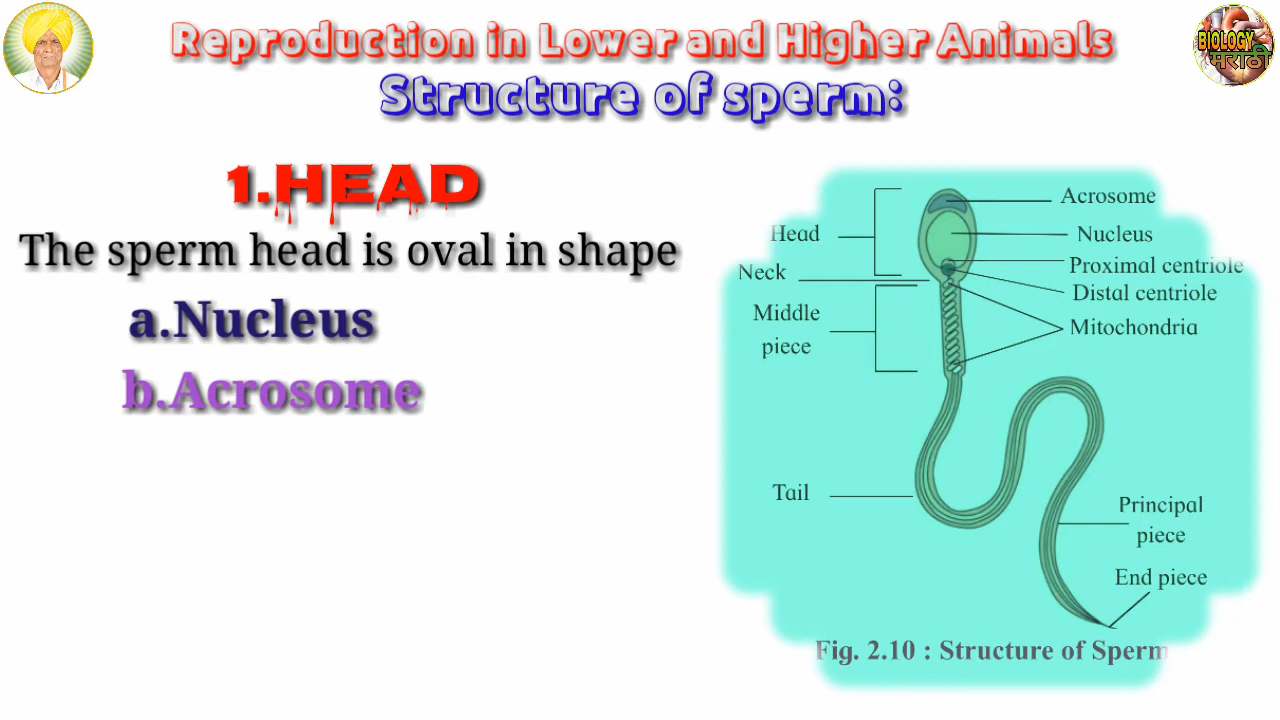 Reproduction in Lower and Higher Animals
Structure of sperm:
BIOLOGY
मराठी
1.HEAD
The sperm head is oval in shape
a.Nucleus
b.Acrosome
Acrosome
Head
Nucleus
Proximal centriole
Neck
Distal centriole
Middle
piece
Mitochondria
Tail
Principal
piece
End piece
Fig. 2.10 : Structure of Sperm